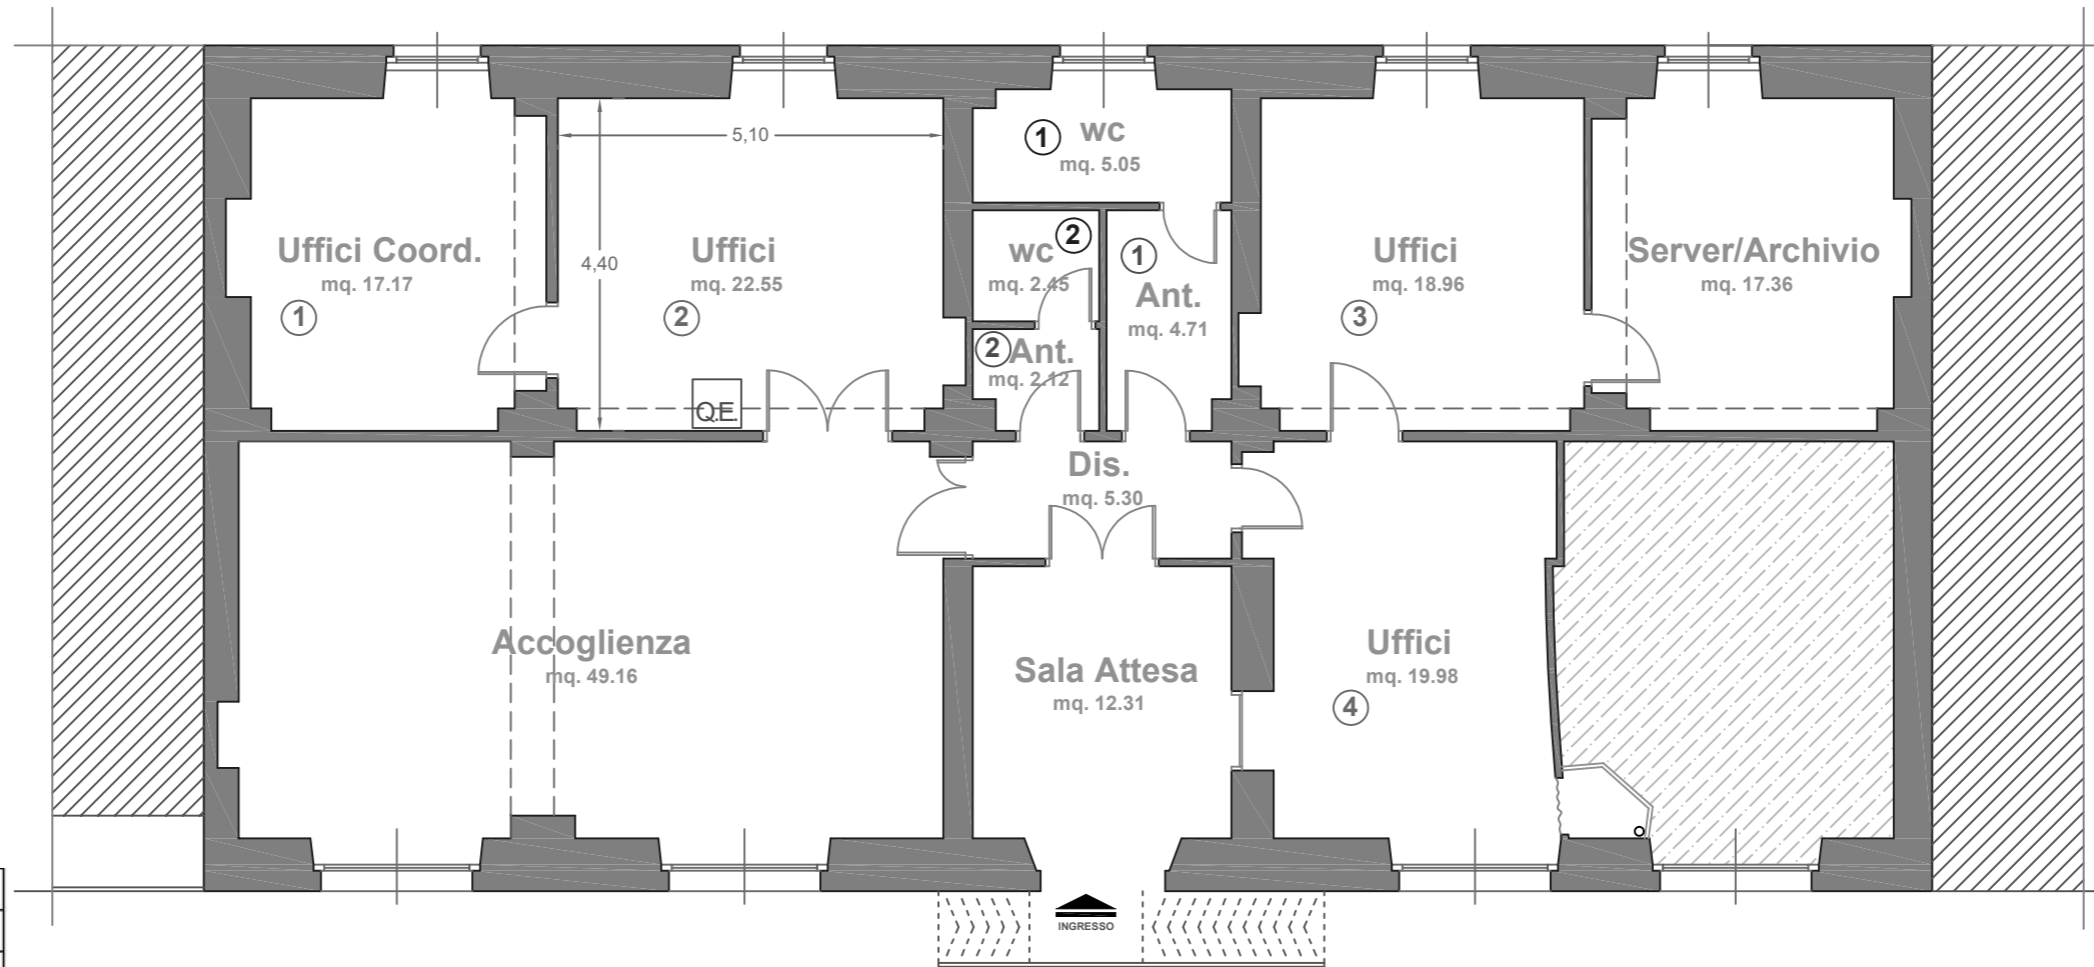 5,10
1
wc
mq. 5.05
Uffici Coord.
mq. 17.17
1
4,40
Uffici
mq. 22.55
2
wc
2
mq. 2.45
1
Ant.
mq. 4.71
2
Ant.
mq. 2.12
Uffici
mq. 18.96
3
Server/Archivio
mq. 17.36
Q.E.
Dis.
mq. 5.30
Accoglienza
mq. 49.16
Sala Attesa
mq. 12.31
Uffici
mq. 19.98
4
INGRESSO